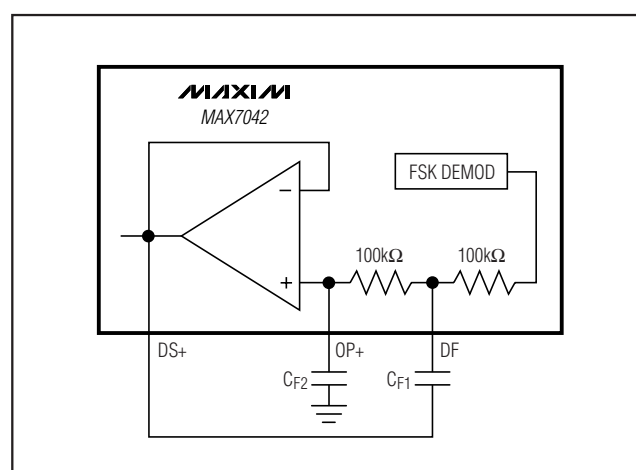 MAXIM
MAX7042
FSK DEMOD
−
+
100kΩ
100kΩ
DS+
OP+
DF
CF2
CF1